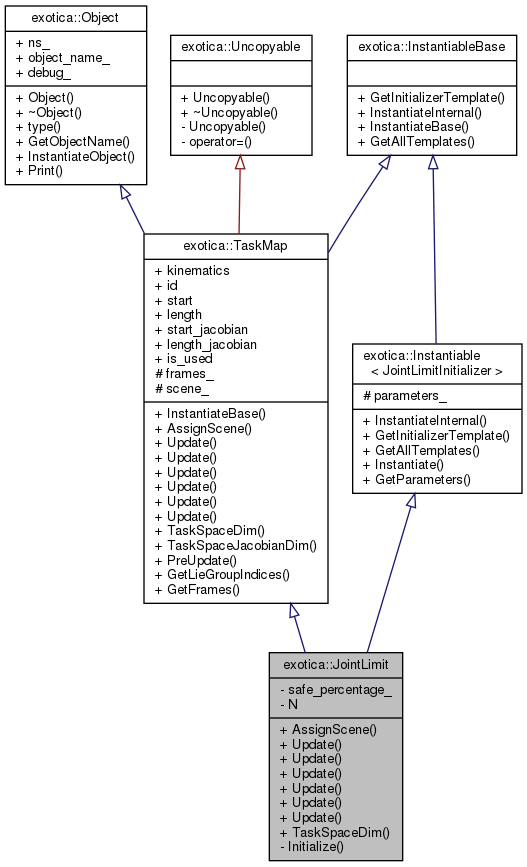 exotica::Object
+ ns_
+ object_name_
+ debug_
+ Object()
+ ~Object()
+ type()
+ GetObjectName()
+ InstantiateObject()
+ Print()
exotica::Uncopyable
+ Uncopyable()
+ ~Uncopyable()
- Uncopyable()
- operator=()
exotica::InstantiableBase
+ GetInitializerTemplate()
+ InstantiateInternal()
+ InstantiateBase()
+ GetAllTemplates()
exotica::TaskMap
+ kinematics
+ id
+ start
+ length
+ start_jacobian
+ length_jacobian
+ is_used
# frames_
# scene_
+ InstantiateBase()
+ AssignScene()
+ Update()
+ Update()
+ Update()
+ Update()
+ Update()
+ Update()
+ TaskSpaceDim()
+ TaskSpaceJacobianDim()
+ PreUpdate()
+ GetLieGroupIndices()
+ GetFrames()
exotica::Instantiable
< JointLimitInitializer >
# parameters_
+ InstantiateInternal()
+ GetInitializerTemplate()
+ GetAllTemplates()
+ Instantiate()
+ GetParameters()
exotica::JointLimit
- safe_percentage_
- N
+ AssignScene()
+ Update()
+ Update()
+ Update()
+ Update()
+ Update()
+ Update()
+ TaskSpaceDim()
- Initialize()